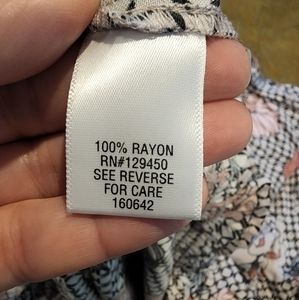 100% RAYON
RN#129450
SEE REVERSE
FOR CARE
160642